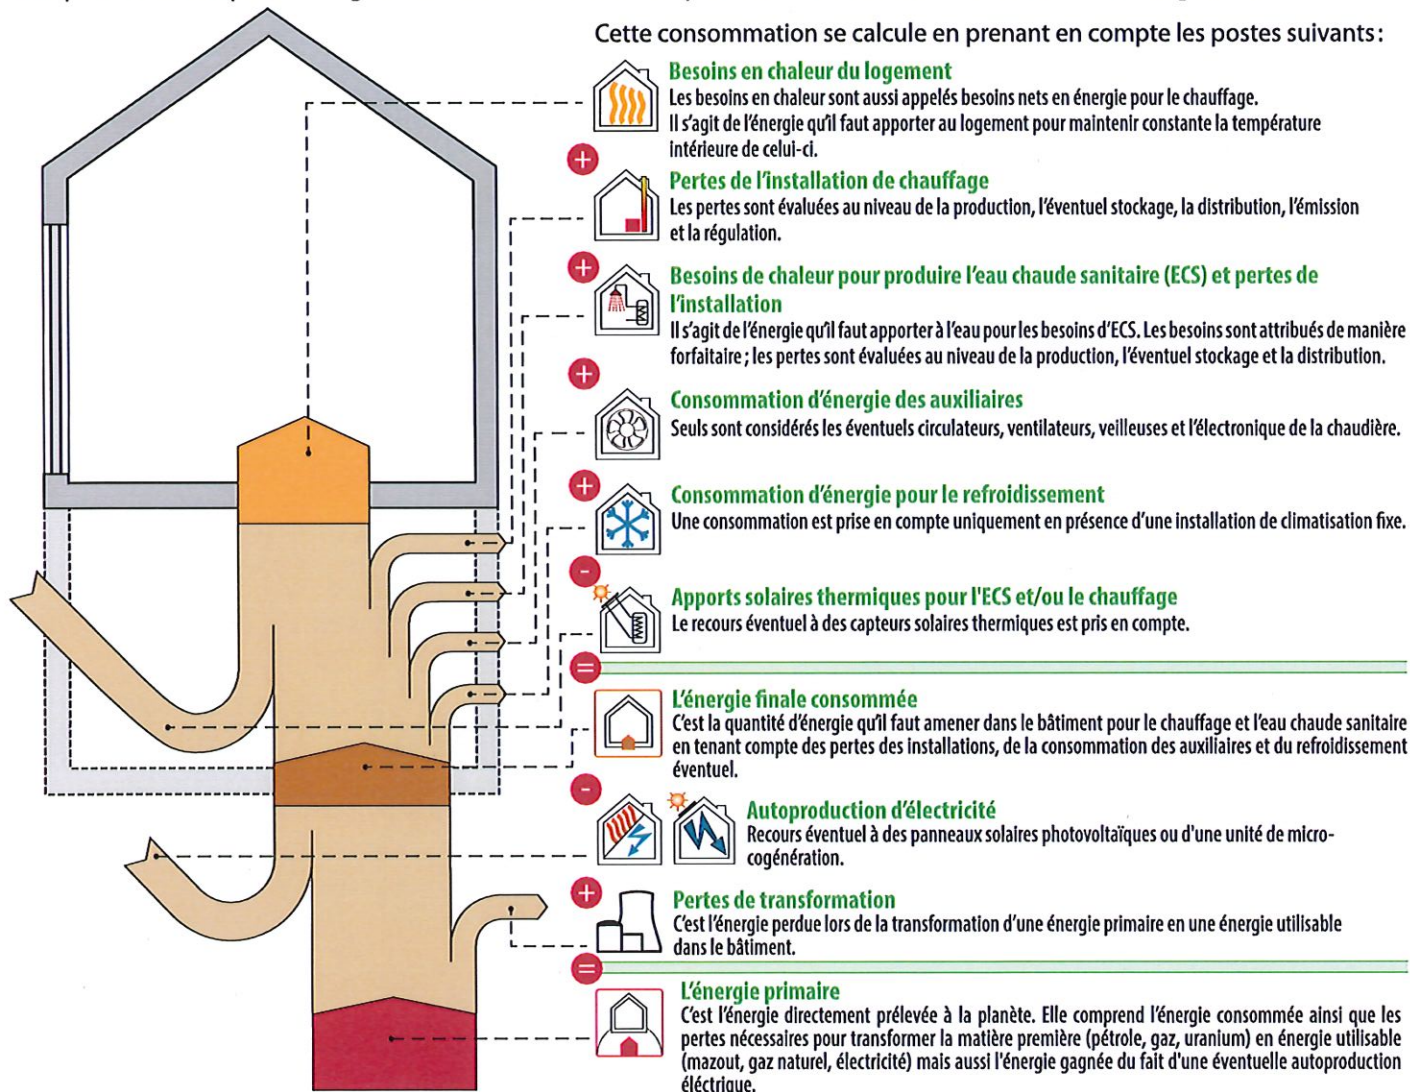 Cette consommation se calcule en prenant en compte les postes suivants :
Besoins en chaleur du logement
Les besoins en chaleur sont aussi appelés besoins nets en énergie pour le chauffage.
Il s'agit de l'énergie qu'il faut apporter au logement pour maintenir constante la température
intérieure de celui-ci.
+
Pertes de l'installation de chauffage
Les pertes sont évaluées au niveau de la production, l'éventuel stockage, la distribution, l'émission
et la régulation.
+
Besoins de chaleur pour produire l'eau chaude sanitaire (ECS) et pertes de
l'installation
Il s'agit de l'énergie qu'il faut apporter à l'eau pour les besoins d'ECS. Les besoins sont attribués de manière
forfaitaire ; les pertes sont évaluées au niveau de la production, l'éventuel stockage et la distribution.
+
Consommation d'énergie des auxiliaires
Seuls sont considérés les éventuels circulateurs, ventilateurs, veilleuses et l'électronique de la chaudière.
+
Consommation d'énergie pour le refroidissement
Une consommation est prise en compte uniquement en présence d'une installation de climatisation fixe.
-
Apports solaires thermiques pour l'ECS et/ou le chauffage
Le recours éventuel à des capteurs solaires thermiques est pris en compte.
=
L'énergie finale consommée
C'est la quantité d'énergie qu'il faut amener dans le bâtiment pour le chauffage et l'eau chaude sanitaire
en tenant compte des pertes des installations, de la consommation des auxiliaires et du refroidissement
éventuel.
-
Autoproduction d'électricité
Recours éventuel à des panneaux solaires photovoltaïques ou d'une unité de micro-
cogénération.
+
Pertes de transformation
C'est l'énergie perdue lors de la transformation d'une énergie primaire en une énergie utilisable
dans le bâtiment.
=
L'énergie primaire
C'est l'énergie directement prélevée à la planète. Elle comprend l'énergie consommée ainsi que les
pertes nécessaires pour transformer la matière première (pétrole, gaz, uranium) en énergie utilisable
(mazout, gaz naturel, électricité) mais aussi l'énergie gagnée du fait d'une éventuelle autoproduction
éléctrique.